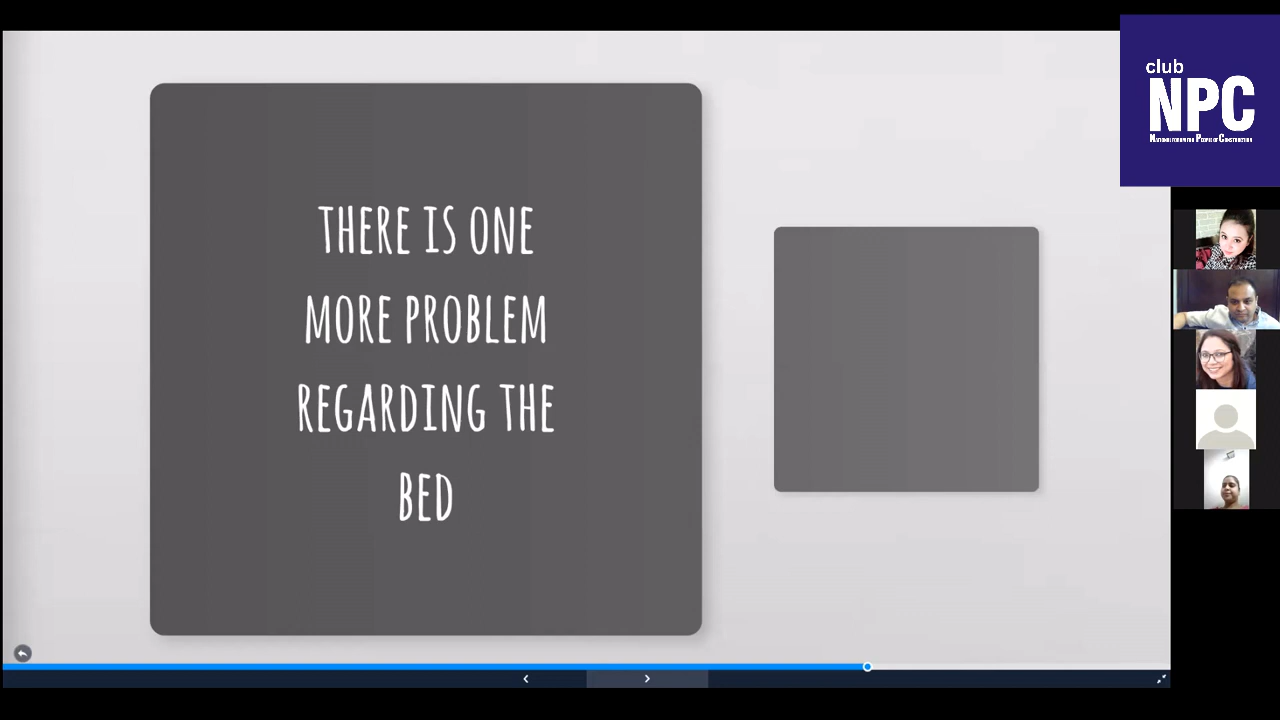 THERE IS ONE
MORE PROBLEM
REGARDING THE
BED
club
NPC